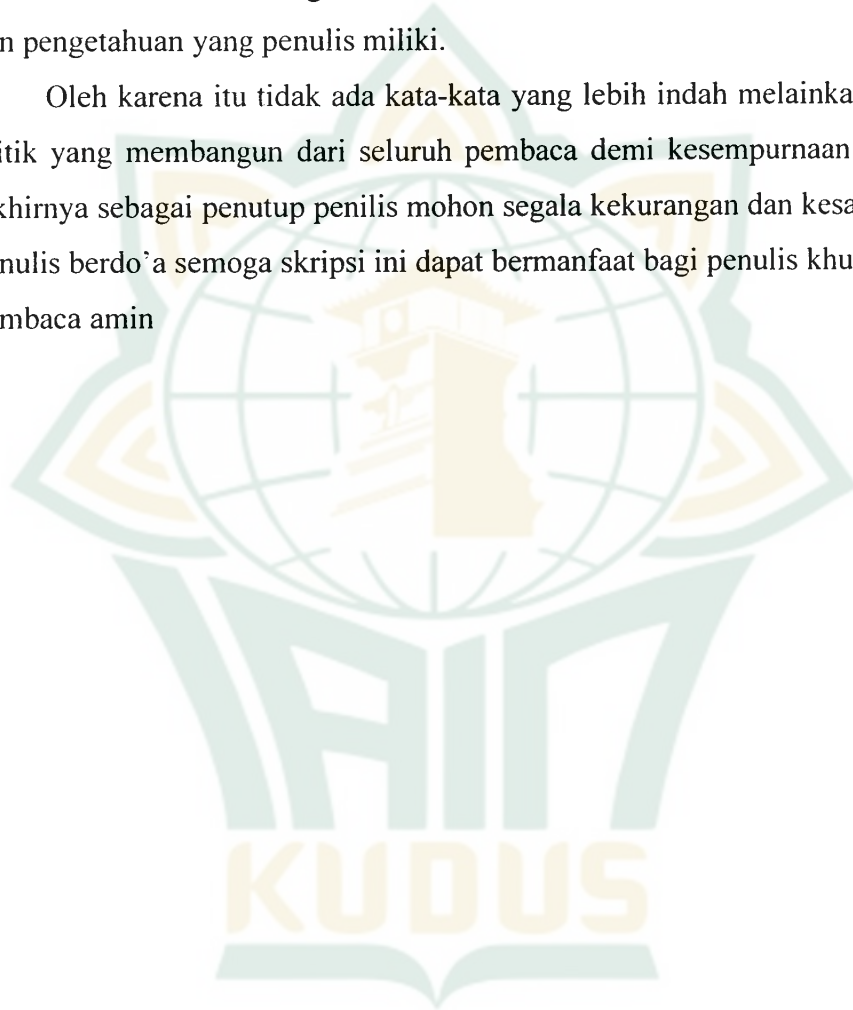 n pengetahuan yang penulis miliki.
Oleh karena itu tidak ada kata-kata yang lebih indah melainka
itik yang membangun dari seluruh pembaca demi kesempurnaan
khirnya sebagai penutup penilis mohon segala kekurangan dan kesa
nulis berdo'a semoga skripsi ini dapat bermanfaat bagi penulis khu
mbaca amin
IAIN
KUDUS